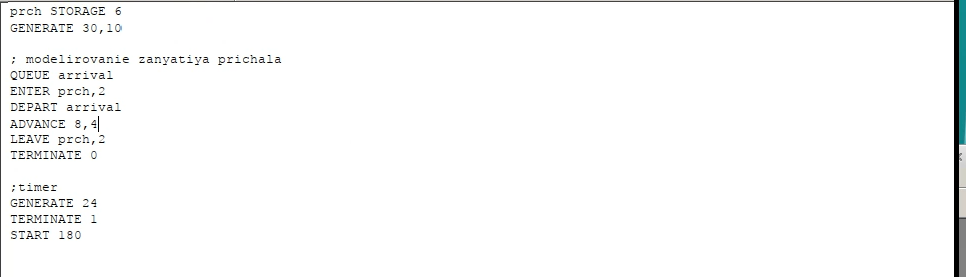 prch STORAGE 6
GENERATE 30,10
; modelirovanie zanyatiya prichala
QUEUE arrival
ENTER prch,2
DEPART arrival
ADVANCE 8,4
LEAVE prch,2
TERMINATE 0
;timer
GENERATE 24
TERMINATE 1
START 180